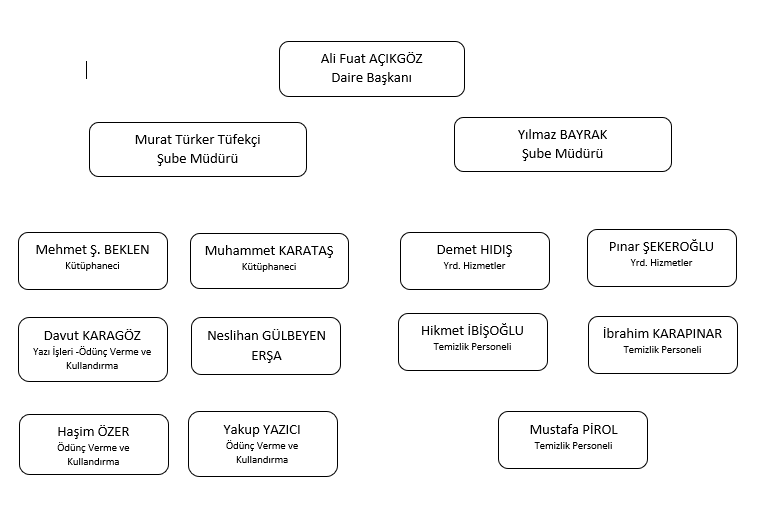 Ali Fuat AÇIKGÖZ
Daire Başkanı
Murat Türker Tüfekçi
Şube Müdürü
Yılmaz BAYRAK
Şube Müdürü
Mehmet Ş. BEKLEN
Kütüphaneci
Muhammet KARATAŞ
Kütüphaneci
Demet HIDIŞ
Yrd. Hizmetler
Pınar ŞEKEROĞLU
Yrd. Hizmetler
Davut KARAGÖZ
Yazı İşleri -Ödünç Verme ve
Kullandırma
Neslihan GÜLBEYEN
ERŞA
Hikmet İBİŞOĞLU
Temizlik Personeli
İbrahim KARAPINAR
Temizlik Personeli
Haşim ÖZER
Ödünç Verme ve
Kullandırma
Yakup YAZICI
Ödünç Verme ve
Kullandırma
Mustafa PİROL
Temizlik Personeli